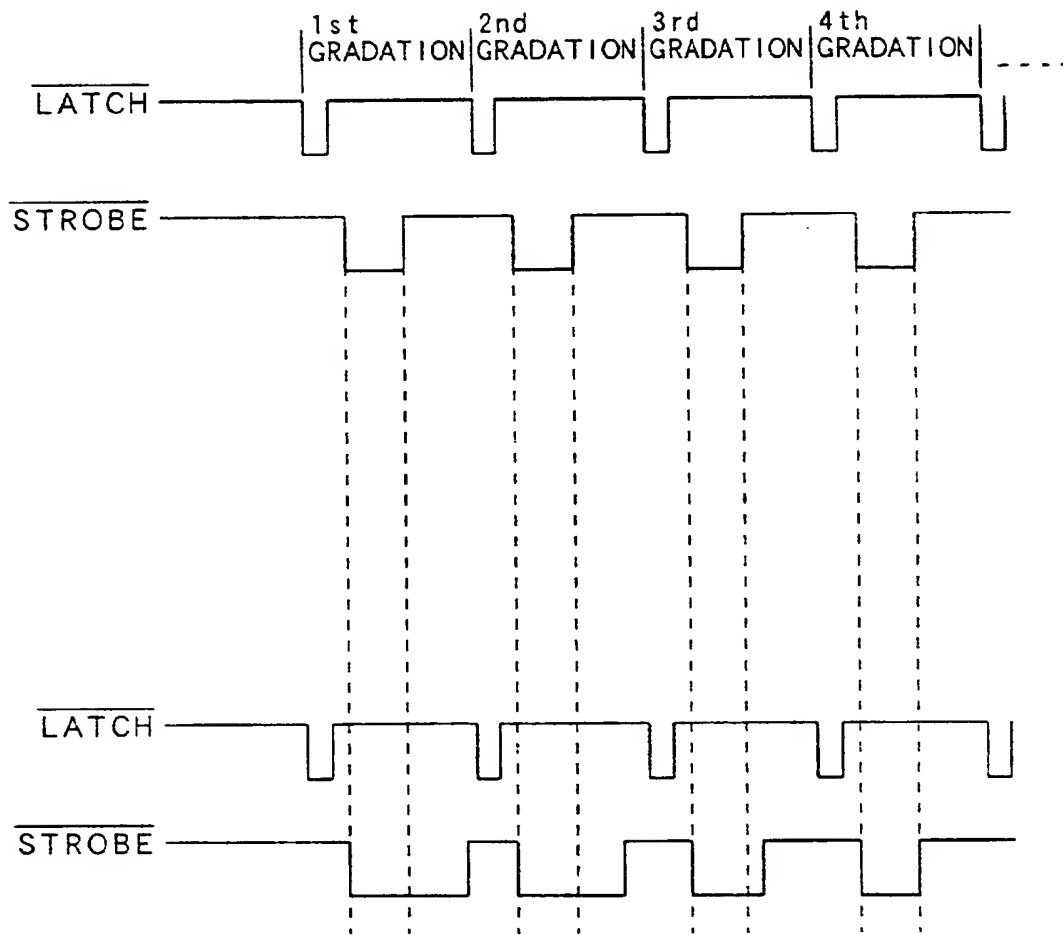 1st 2nd 3rd 4th
GRADATION GRADATION GRADATION GRADATION
LATCH
STROBE
LATCH
STROBE